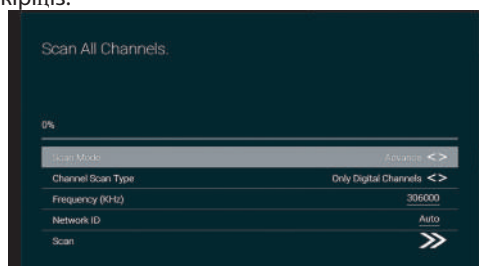 Scan All Channels.
0%
Scan Mode Advance <>
Channel Scan Type Only Digital Channels <>
Frequency (KHz) 306000
Network ID Auto
Scan